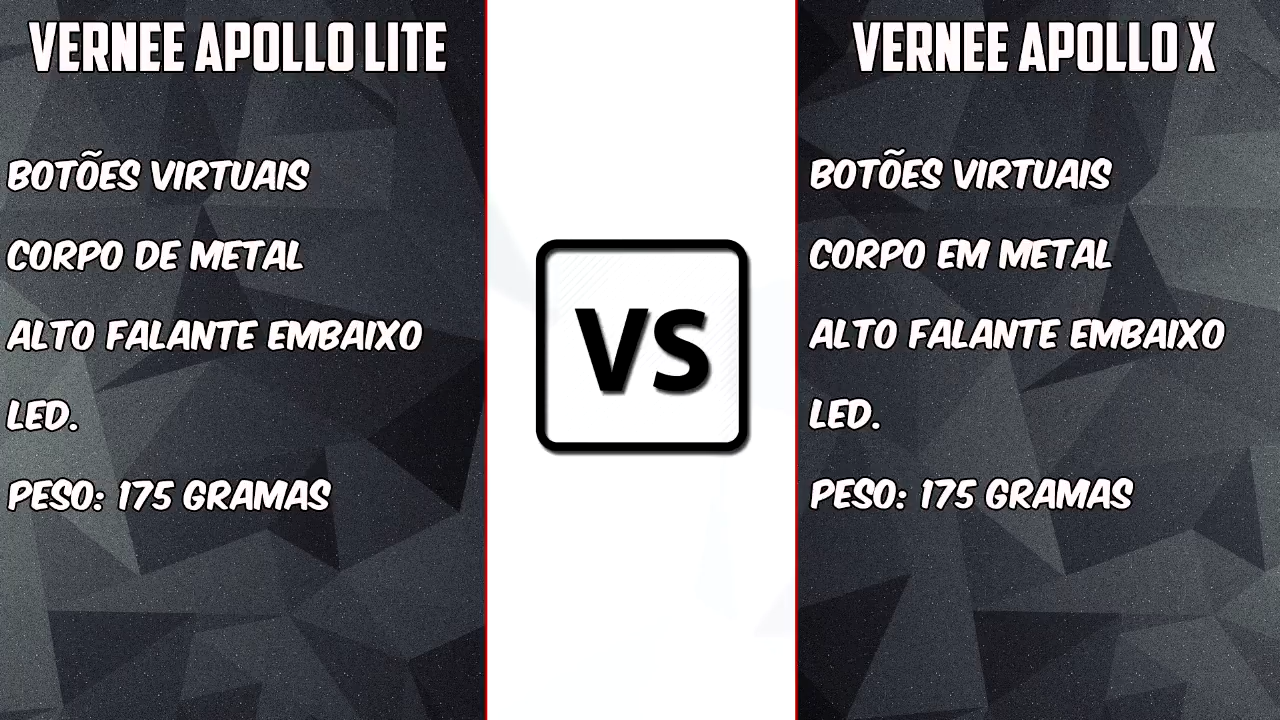 VERNEE APOLLO LITE
BOTÕES VIRTUAIS
CORPO DE METAL
ALTO FALANTE EMBAIXO
LED.
PESO: 175 GRAMAS
VS
VERNEE APOLLO X
BOTÕES VIRTUAIS
CORPO EM METAL
ALTO FALANTE EMBAIXO
LED.
PESO: 175 GRAMAS